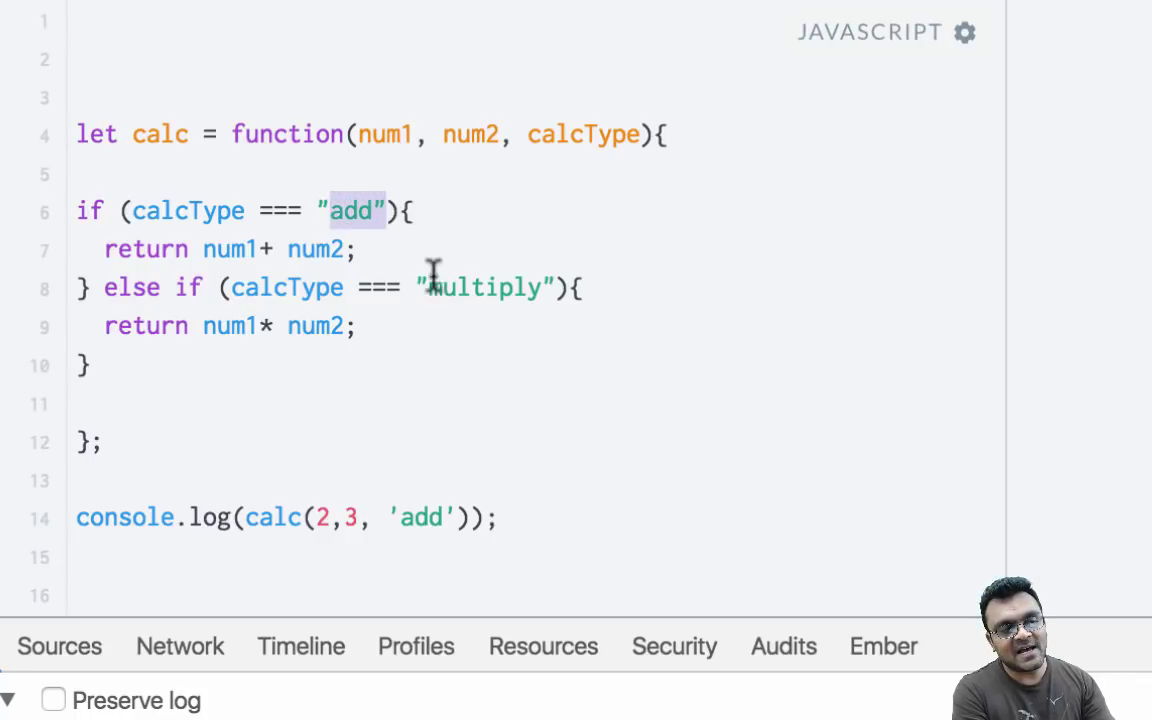 JAVASCRIPT
1
2
3
4 let calc = function(num1, num2, calcType){
5
6 if (calcType === "add"){
7 return num1+ num2;
8 } else if (calcType === "multiply"){
9 return num1* num2;
10 }
11
12 };
13
14 console.log(calc(2,3, 'add'));
15
16
Sources Network Timeline Profiles Resources Security Audits Ember
Preserve log